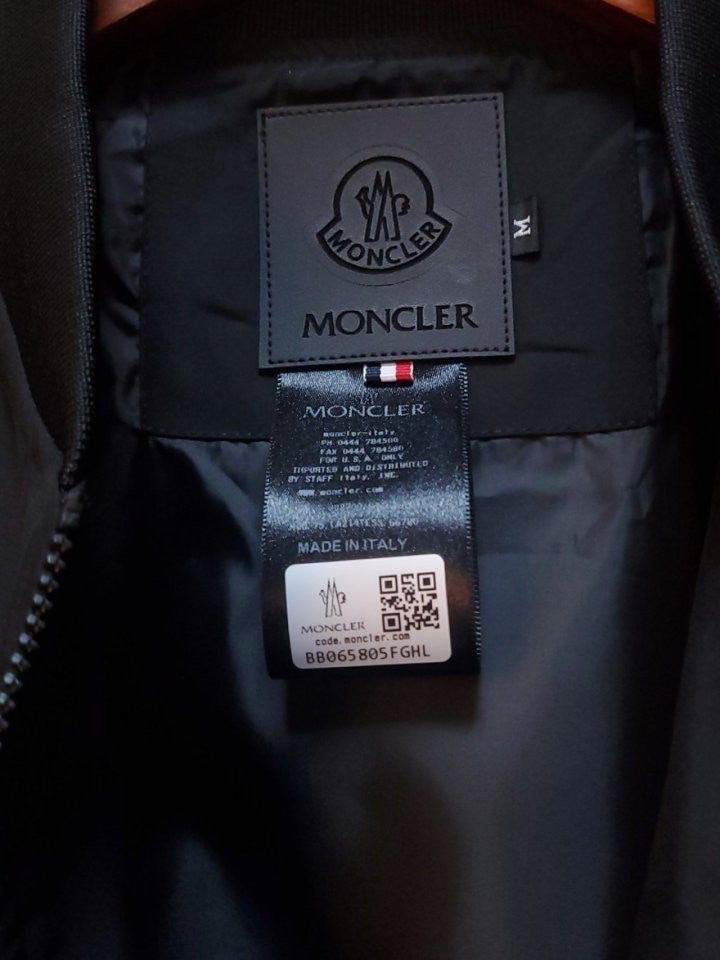 MONCLER
MONCLER
M
MONCLER
moncler-italy
PH 0444 784500
FAX 0444 784580
FOR U.S.A. ONLY
IMPORTED AND DISTRIBUTED
BY STAFF Italy, INC.
www.moncler.com
MADE IN ITALY
MONCLER
code.moncler.com
BB065805FGHL